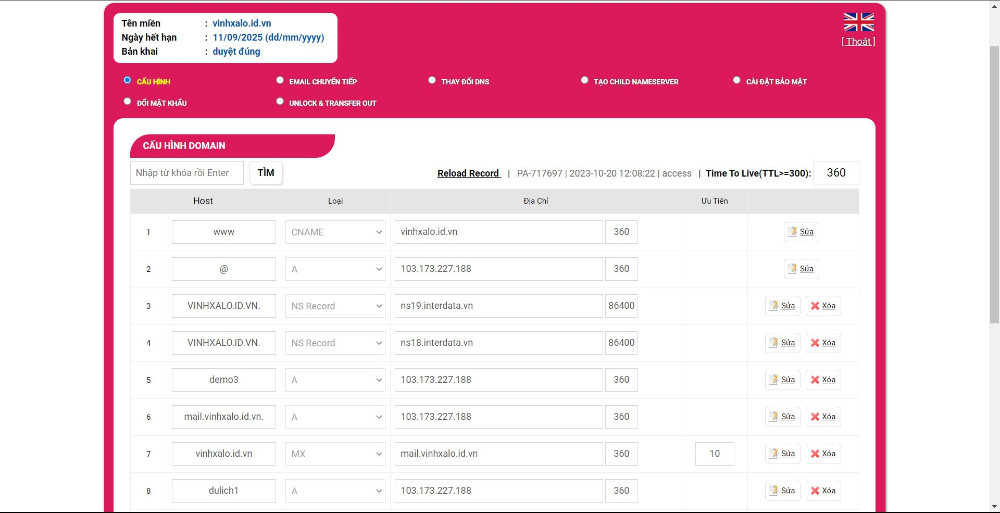 Tên miền : vinhxalo.id.vn
Ngày hết hạn : 11/09/2025 (dd/mm/yyyy)
Bản khai : duyệt đúng
[ Thoát ]
CẤU HÌNH EMAIL CHUYỂN TIẾP THAY ĐỔI DNS TẠO CHILD NAMESERVER CÀI ĐẶT BẢO MẬT
ĐỔI MẬT KHẨU UNLOCK & TRANSFER OUT
CẤU HÌNH DOMAIN
Nhập từ khóa rồi Enter TÌM Reload Record | PA-717697 | 2023-10-20 12:08:22 | access | Time To Live(TTL>=300): 360
Host Loại Địa Chỉ Ưu Tiên
1 www CNAME vinhxalo.id.vn 360 Sửa
2 @ A 103.173.227.188 360 Sửa
3 VINHXALO.ID.VN. NS Record ns19.interdata.vn 86400 Sửa Xóa
4 VINHXALO.ID.VN. NS Record ns18.interdata.vn 86400 Sửa Xóa
5 demo3 A 103.173.227.188 360 Sửa Xóa
6 mail.vinhxalo.id.vn. A 103.173.227.188 360 Sửa Xóa
7 vinhxalo.id.vn MX mail.vinhxalo.id.vn 360 10 Sửa Xóa
8 dulich1 A 103.173.227.188 360 Sửa Xóa